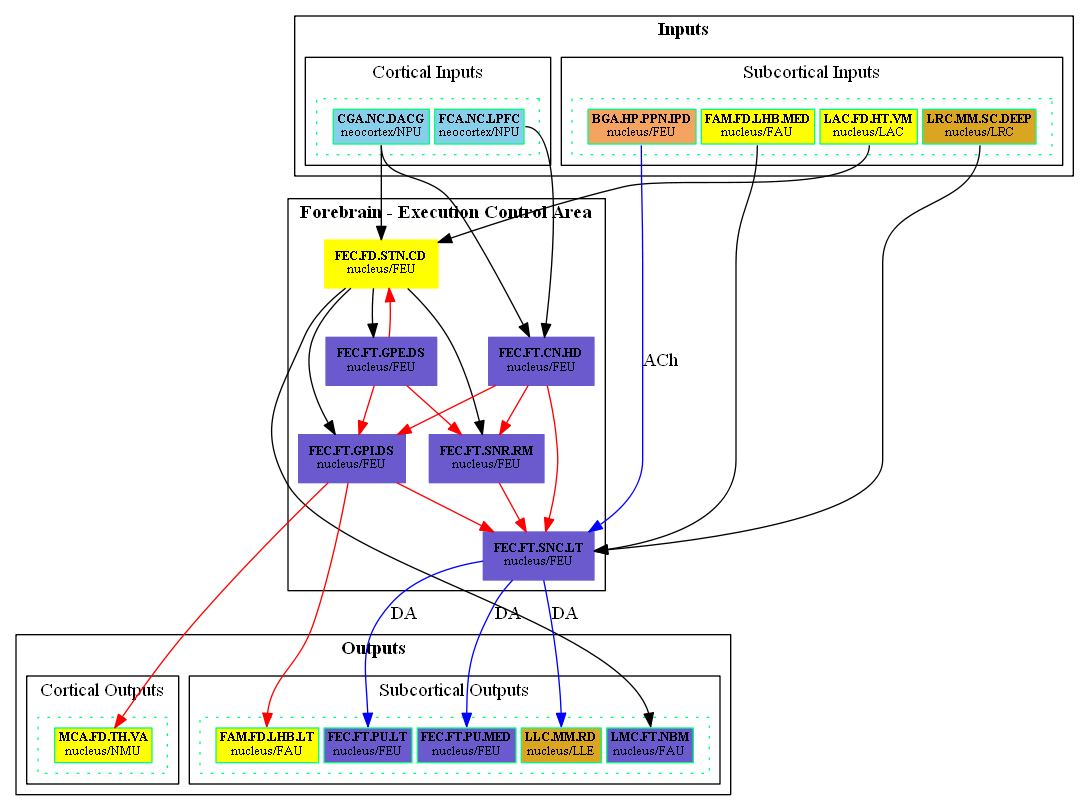 Inputs
Cortical Inputs
Subcortical Inputs
CGA.NC.DACG
neocortex/NPU
FCA.NC.LPFC
neocortex/NPU
BGA.HP.PPN.IPD
nucleus/FEU
FAM.FD.LHB.MED
nucleus/FAU
LAC.FD.HT.VM
nucleus/LAC
LRC.MM.SC.DEEP
nucleus/LRC
Forebrain - Execution Control Area
FEC.FD.STN.CD
nucleus/FEU
FEC.FT.GPE.DS
nucleus/FEU
FEC.FT.CN.HD
nucleus/FEU
ACh
FEC.FT.GPI.DS
nucleus/FEU
FEC.FT.SNR.RM
nucleus/FEU
FEC.FT.SNC.LT
nucleus/FEU
DA
DA
DA
Outputs
Cortical Outputs
Subcortical Outputs
MCA.FD.TH.VA
nucleus/NMU
FAM.FD.LHB.LT
nucleus/FAU
FEC.FT.PU.LT
nucleus/FEU
FEC.FT.PU.MED
nucleus/FEU
LLC.MM.RD
nucleus/LLE
LMC.FT.NBM
nucleus/FAU